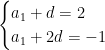 a₁ + d = 2
a₁ + 2d = −1